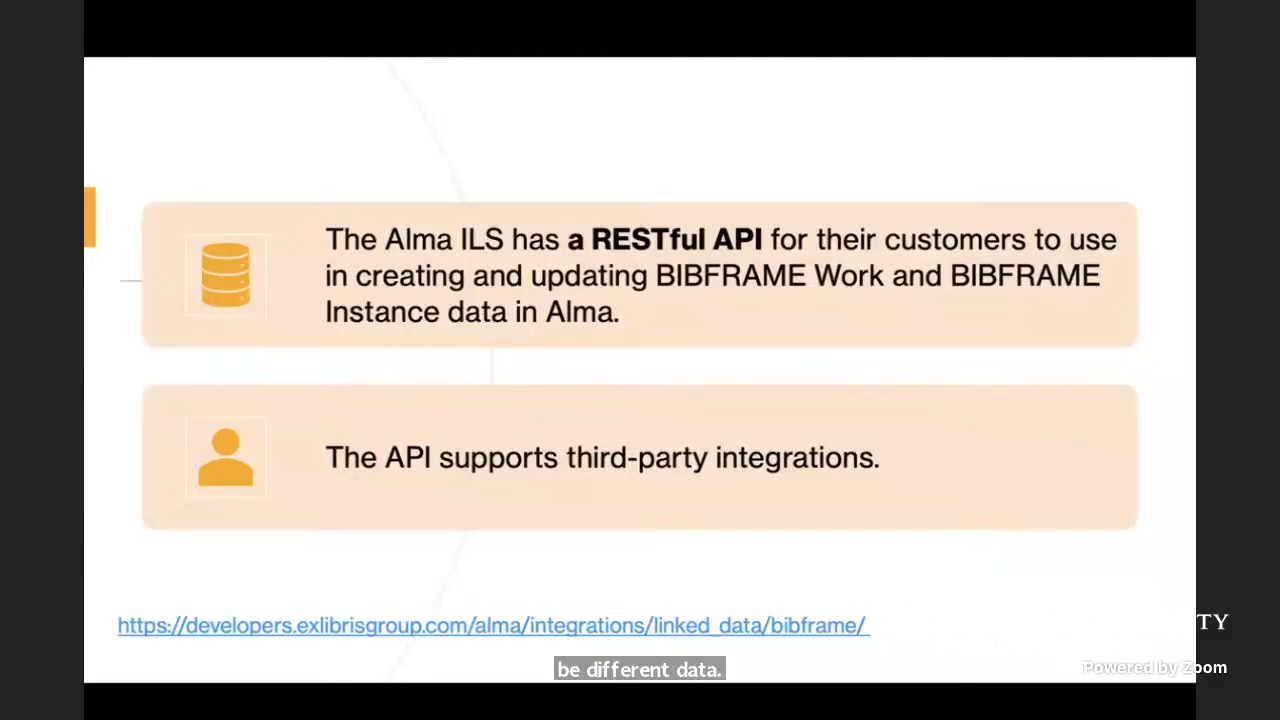 The Alma ILS has a RESTful API for their customers to use
in creating and updating BIBFRAME Work and BIBFRAME
Instance data in Alma.
The API supports third-party integrations.
https://developers.exlibrisgroup.com/alma/integrations/linked_data/bibframe/
TY
be different data.
Powered by Zoom